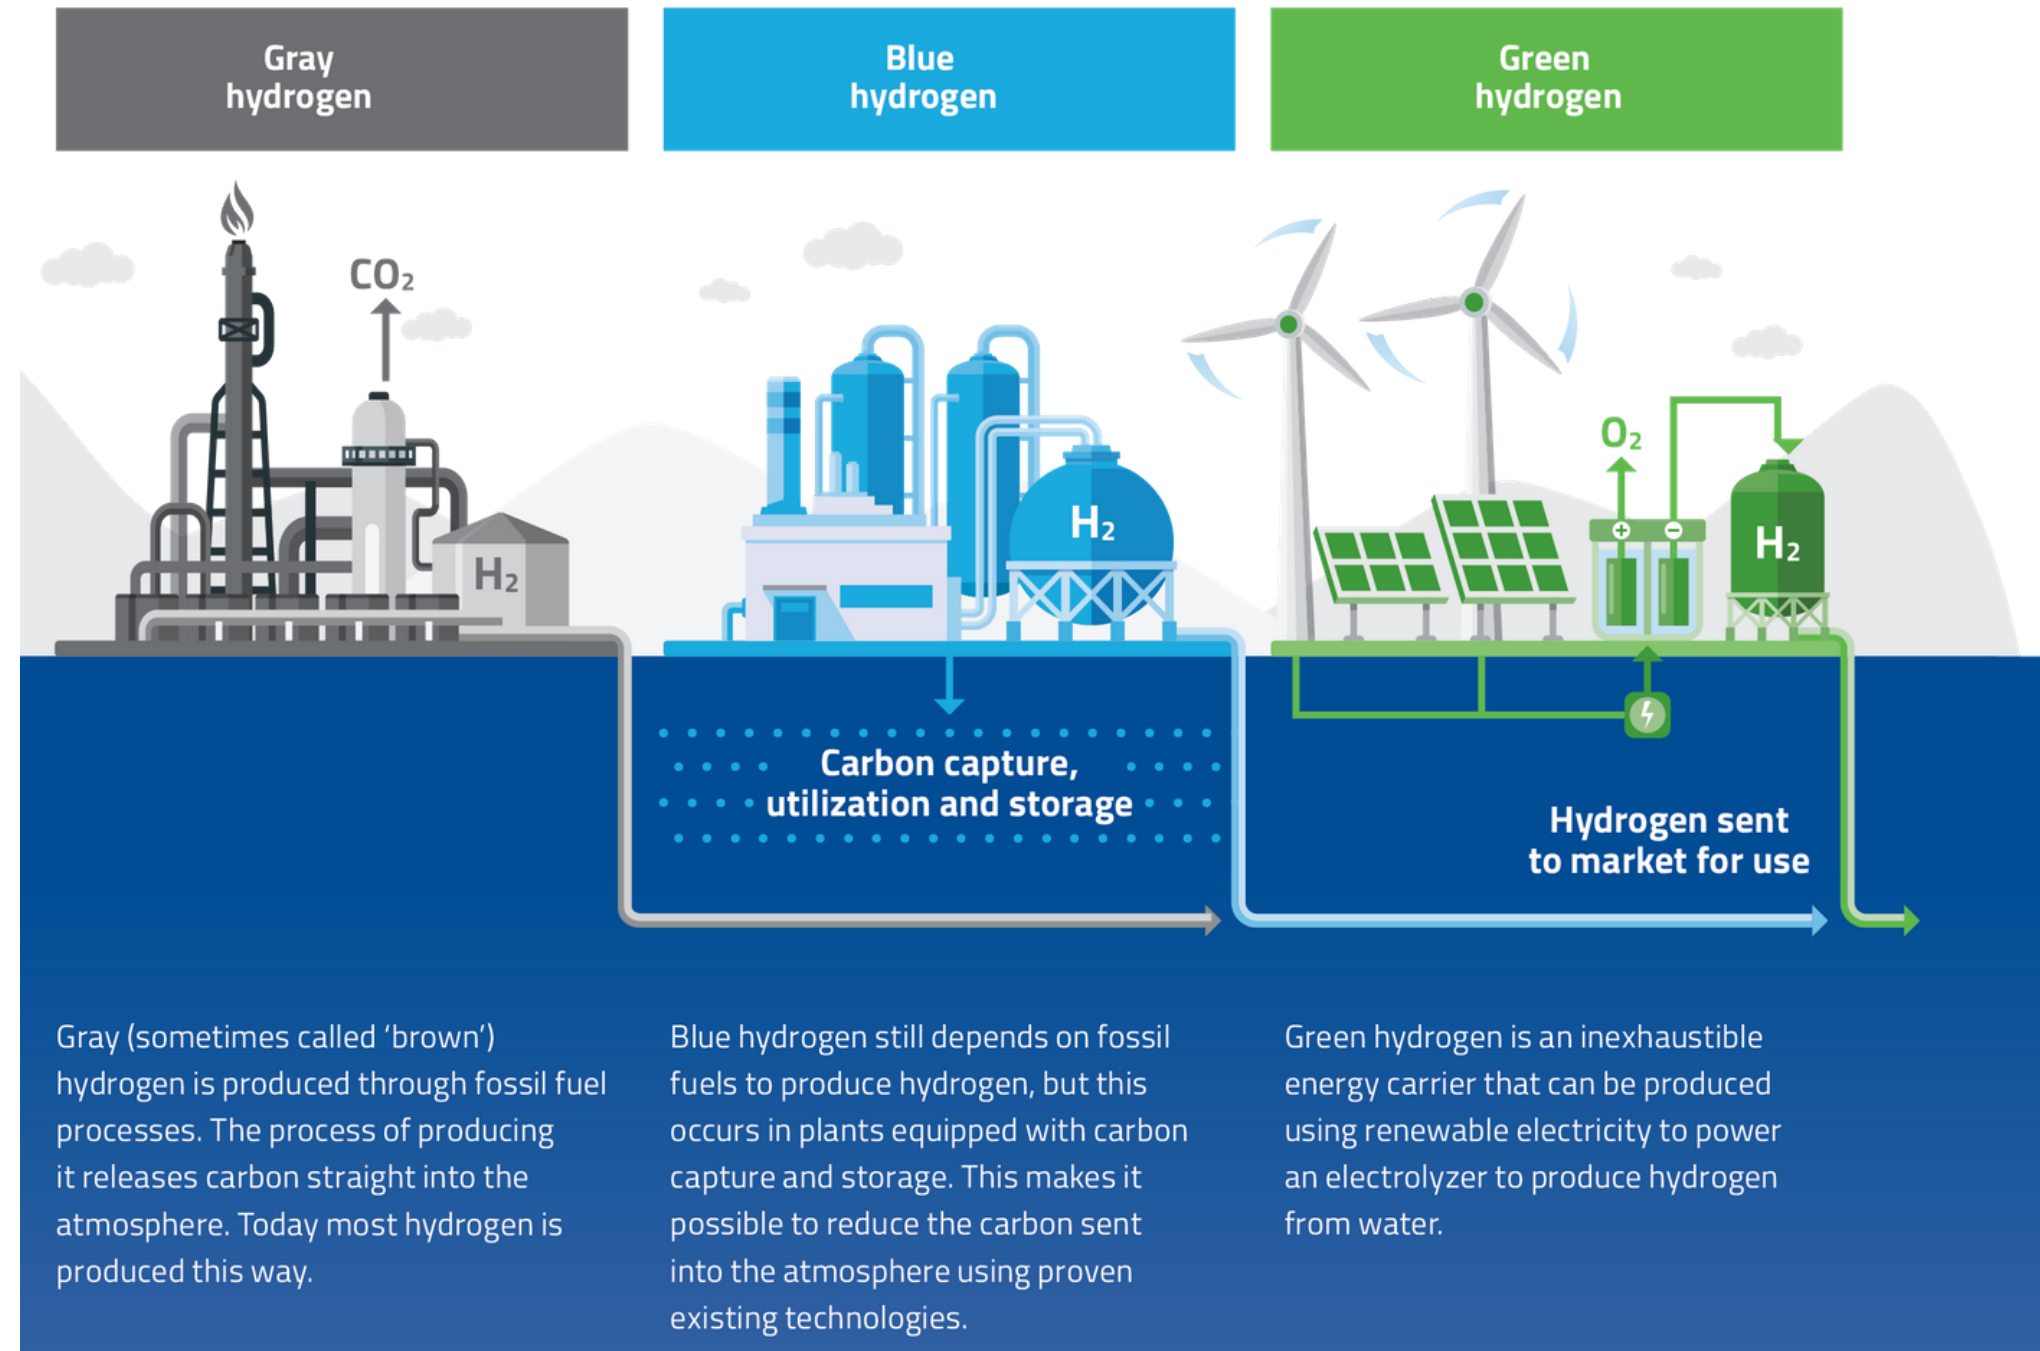 Gray
hydrogen
Blue
hydrogen
Green
hydrogen
CO₂
H₂
H₂
O₂
+
−
H₂
Carbon capture,
utilization and storage
Hydrogen sent
to market for use
Gray (sometimes called ‘brown’)
hydrogen is produced through fossil fuel
processes. The process of producing
it releases carbon straight into the
atmosphere. Today most hydrogen is
produced this way.
Blue hydrogen still depends on fossil
fuels to produce hydrogen, but this
occurs in plants equipped with carbon
capture and storage. This makes it
possible to reduce the carbon sent
into the atmosphere using proven
existing technologies.
Green hydrogen is an inexhaustible
energy carrier that can be produced
using renewable electricity to power
an electrolyzer to produce hydrogen
from water.